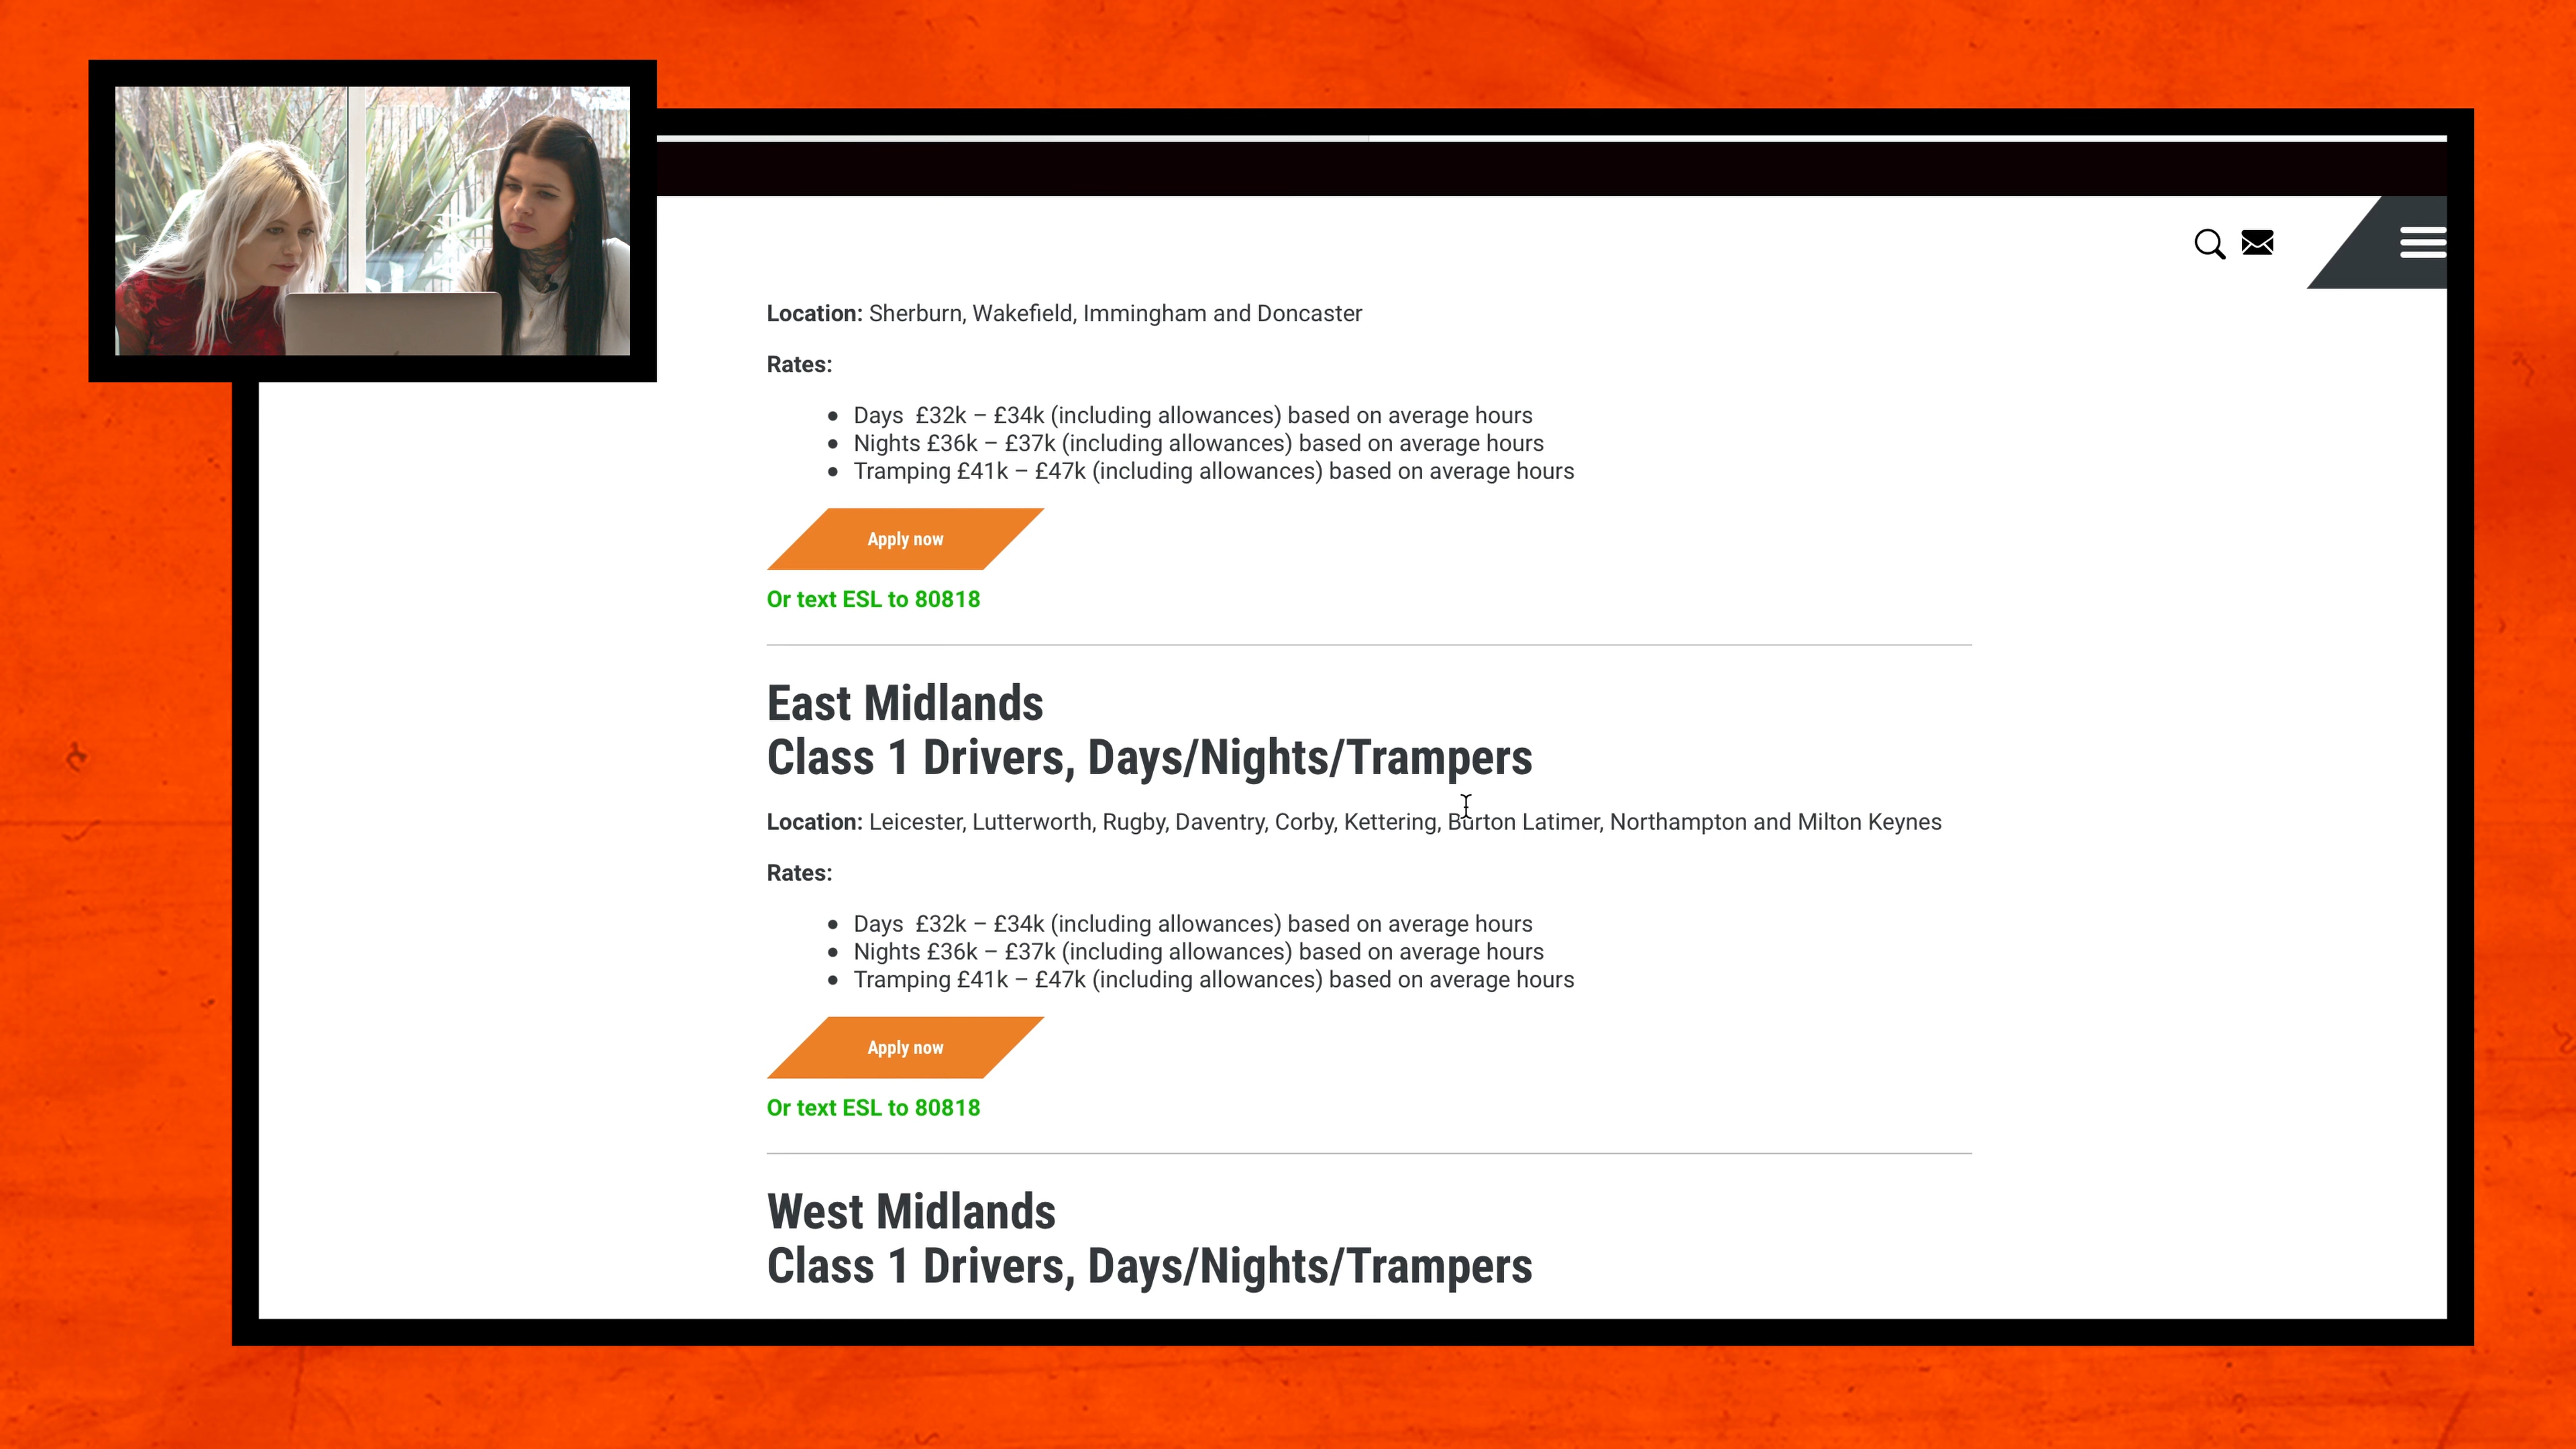 Location: Sherburn, Wakefield, Immingham and Doncaster
Rates:
Days £32k – £34k (including allowances) based on average hours
Nights £36k – £37k (including allowances) based on average hours
Tramping £41k – £47k (including allowances) based on average hours
Apply now
Or text ESL to 80818
East Midlands
Class 1 Drivers, Days/Nights/Trampers
Location: Leicester, Lutterworth, Rugby, Daventry, Corby, Kettering, Burton Latimer, Northampton and Milton Keynes
Rates:
Days £32k – £34k (including allowances) based on average hours
Nights £36k – £37k (including allowances) based on average hours
Tramping £41k – £47k (including allowances) based on average hours
Apply now
Or text ESL to 80818
West Midlands
Class 1 Drivers, Days/Nights/Trampers